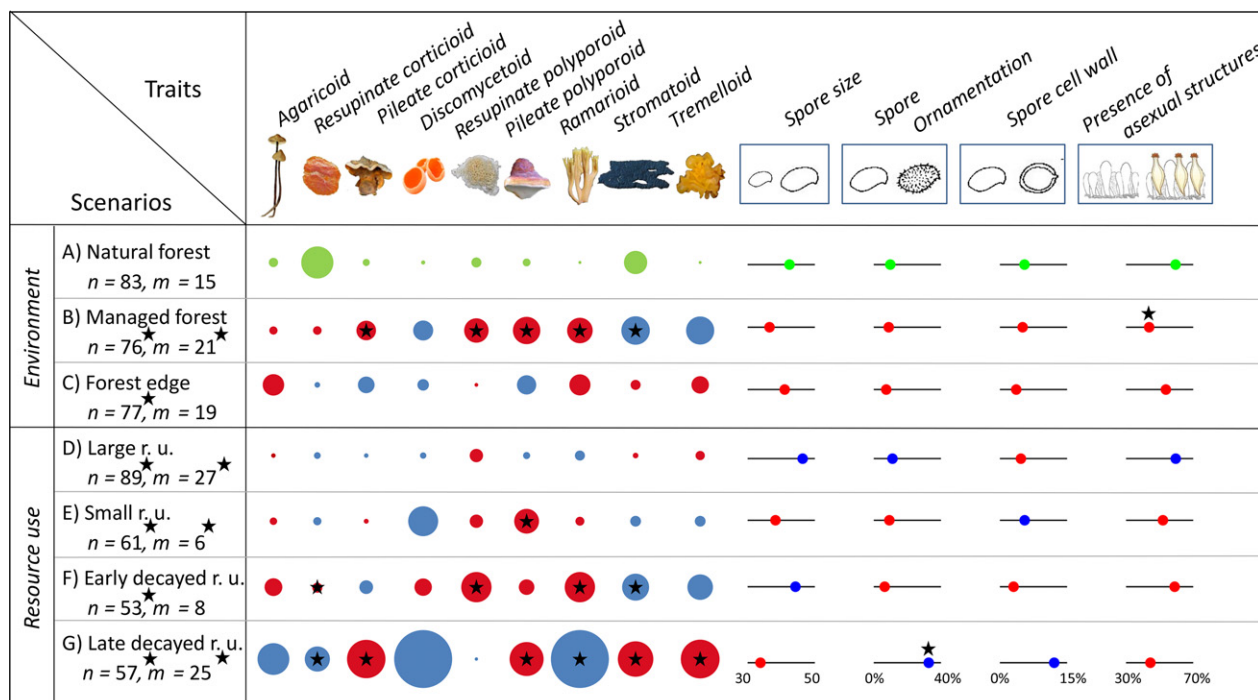 Traits
Scenarios
Agaricoid
Resupinate corticioid
Pileate corticioid
Discomycetoid
Resupinate polyporoid
Pileate polyporoid
Ramarioid
Stromatoid
Tremelloid
Spore size
Spore
Ornamentation
Spore cell wall
Presence of
asexual structures
Environment
A) Natural forest
n = 83, m = 15
B) Managed forest
n = 76, m = 21
C) Forest edge
n = 77, m = 19
Resource use
D) Large r. u.
n = 89, m = 27
E) Small r. u.
n = 61, m = 6
F) Early decayed r. u.
n = 53, m = 8
G) Late decayed r. u.
n = 57, m = 25
30 50 0% 40% 0% 15% 30% 70%